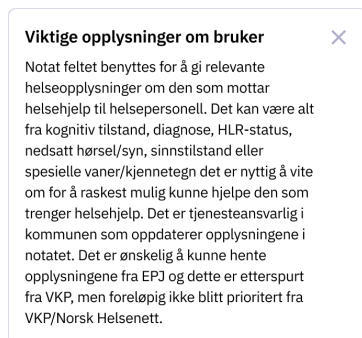 Viktige opplysninger om bruker
Notat feltet benyttes for å gi relevante
helseopplysninger om den som mottar
helsehjelp til helsepersonell. Det kan være alt
fra kognitiv tilstand, diagnose, HLR-status,
nedsatt hørsel/syn, sinnstilstand eller
spesielle vaner/kjennetegn det er nyttig å vite
om for å raskest mulig kunne hjelpe den som
trenger helsehjelp. Det er tjenesteansvarlig i
kommunen som oppdaterer opplysningene i
notatet. Det er ønskelig å kunne hente
opplysningene fra EPJ og dette er etterspurt
fra VKP, men foreløpig ikke blitt prioritert fra
VKP/Norsk Helsenett.